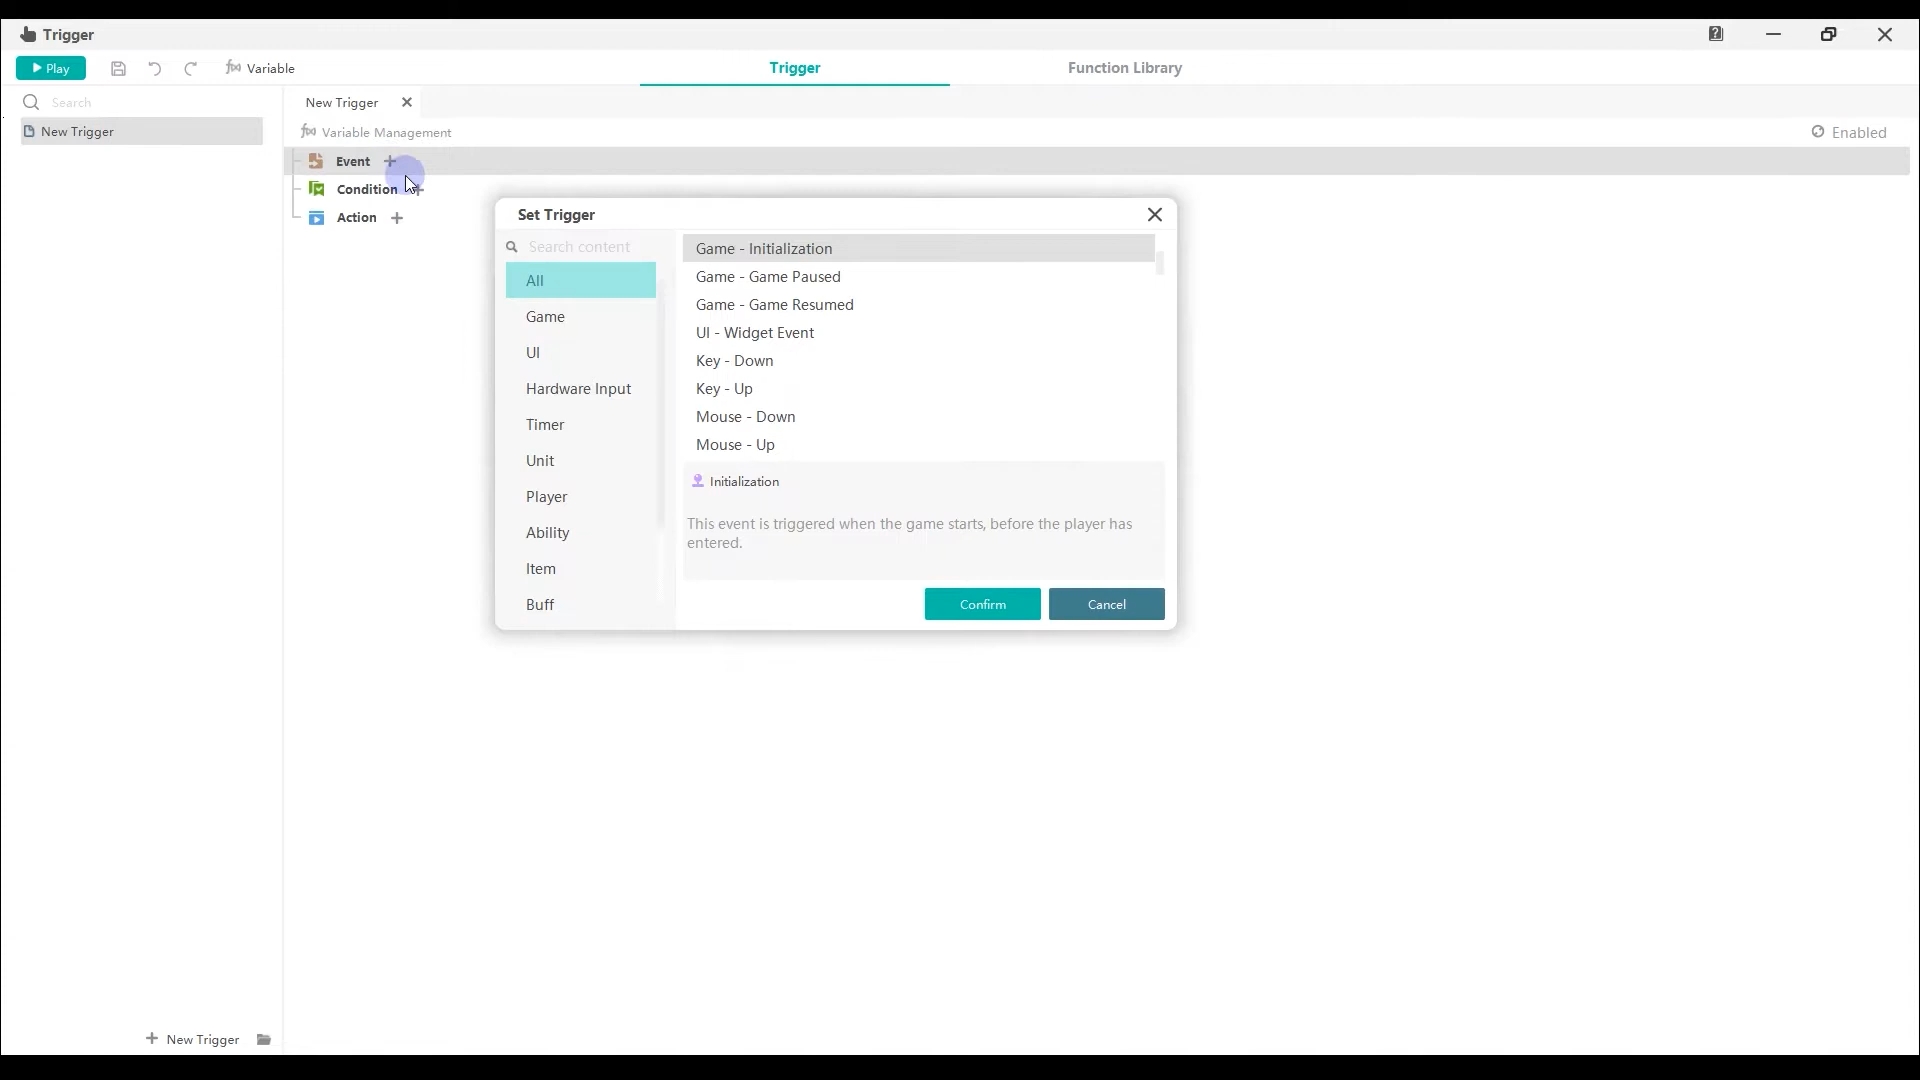 Trigger
Play
Variable
Trigger
Function Library
Search
New Trigger
New Trigger
Variable Management
Enabled
Event
Condition
Action
Set Trigger
Search content
All
Game
UI
Hardware Input
Timer
Unit
Player
Ability
Item
Buff
Game - Initialization
Game - Game Paused
Game - Game Resumed
UI - Widget Event
Key - Down
Key - Up
Mouse - Down
Mouse - Up
Initialization
This event is triggered when the game starts, before the player has
entered.
Confirm
Cancel
New Trigger